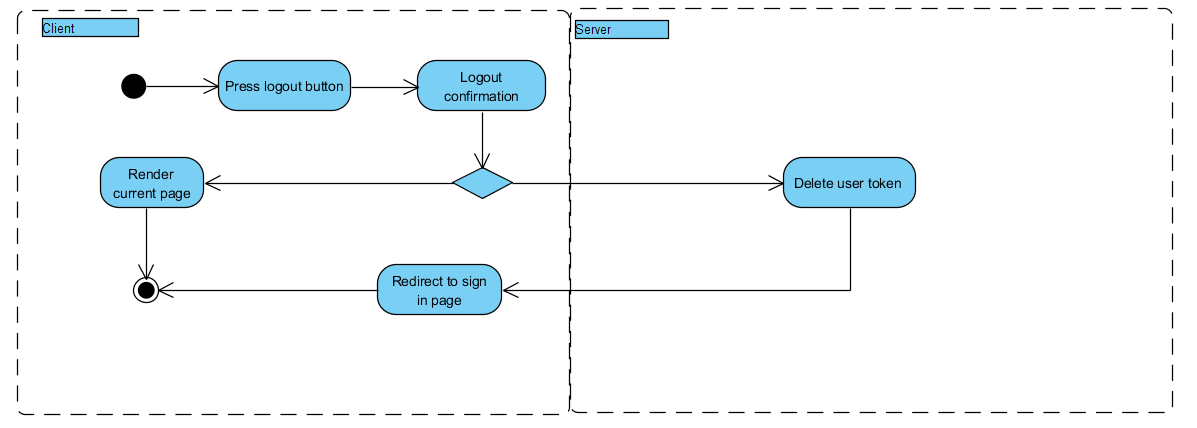 Client
Server
Press logout button
Logout
confirmation
Render
current page
Delete user token
Redirect to sign
in page